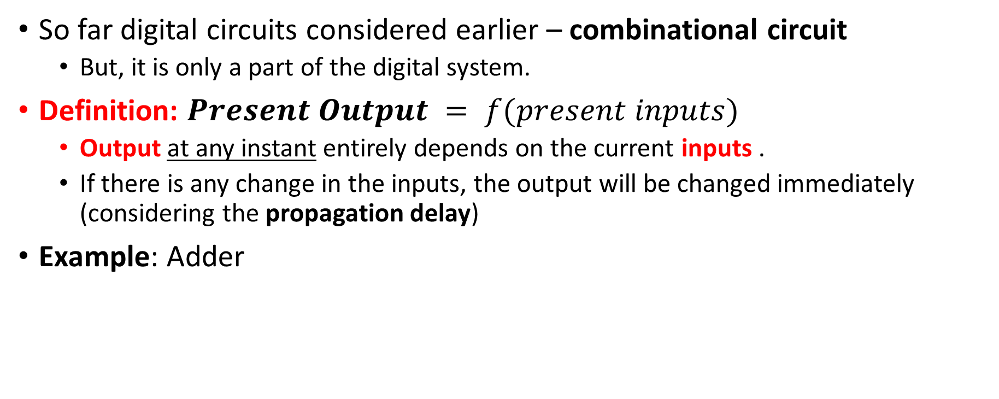 • So far digital circuits considered earlier – combinational circuit
• But, it is only a part of the digital system.
• Definition: Present Output = f(present inputs)
• Output at any instant entirely depends on the current inputs .
• If there is any change in the inputs, the output will be changed immediately
(considering the propagation delay)
• Example: Adder